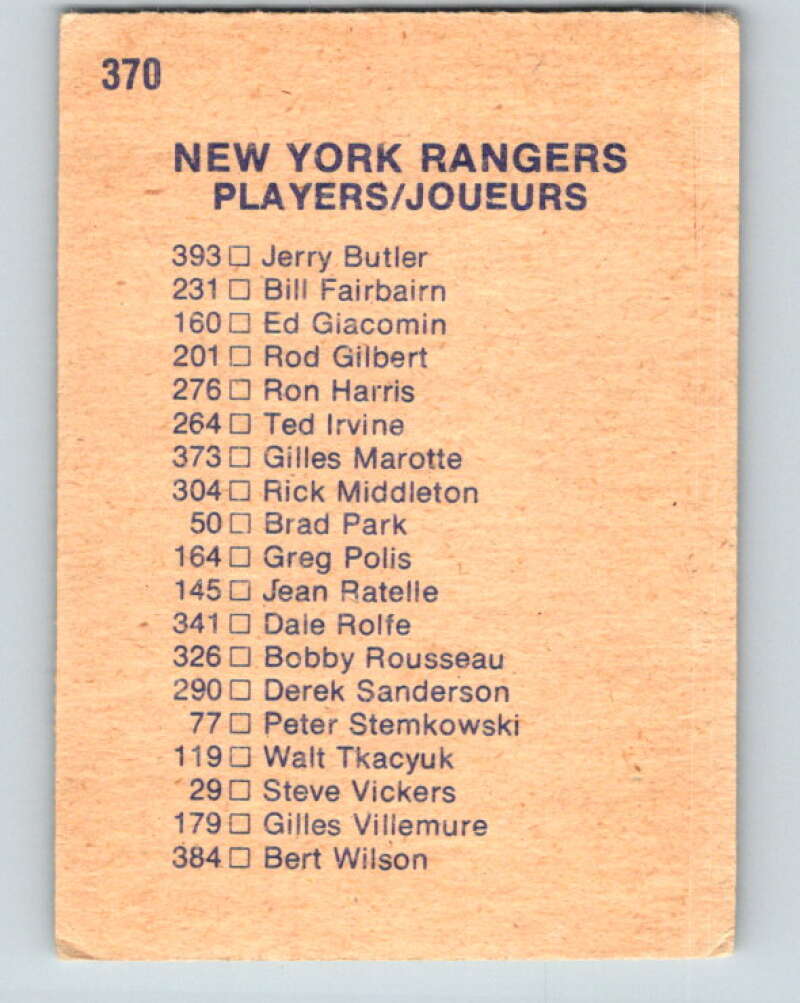 370
NEW YORK RANGERS
PLAYERS/JOUEURS
393 □ Jerry Butler
231 □ Bill Fairbairn
160 □ Ed Giacomin
201 □ Rod Gilbert
276 □ Ron Harris
264 □ Ted Irvine
373 □ Gilles Marotte
304 □ Rick Middleton
50 □ Brad Park
164 □ Greg Polis
145 □ Jean Ratelle
341 □ Dale Rolfe
326 □ Bobby Rousseau
290 □ Derek Sanderson
77 □ Peter Stemkowski
119 □ Walt Tkacyuk
29 □ Steve Vickers
179 □ Gilles Villemure
384 □ Bert Wilson